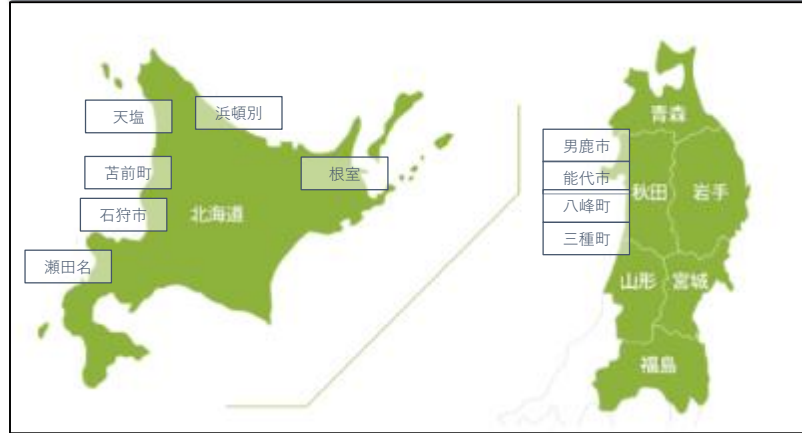 天塩
浜頓別
苫前町
根室
石狩市
北海道
瀬田名
青森
男鹿市
能代市
八峰町
三種町
秋田
岩手
山形
宮城
福島